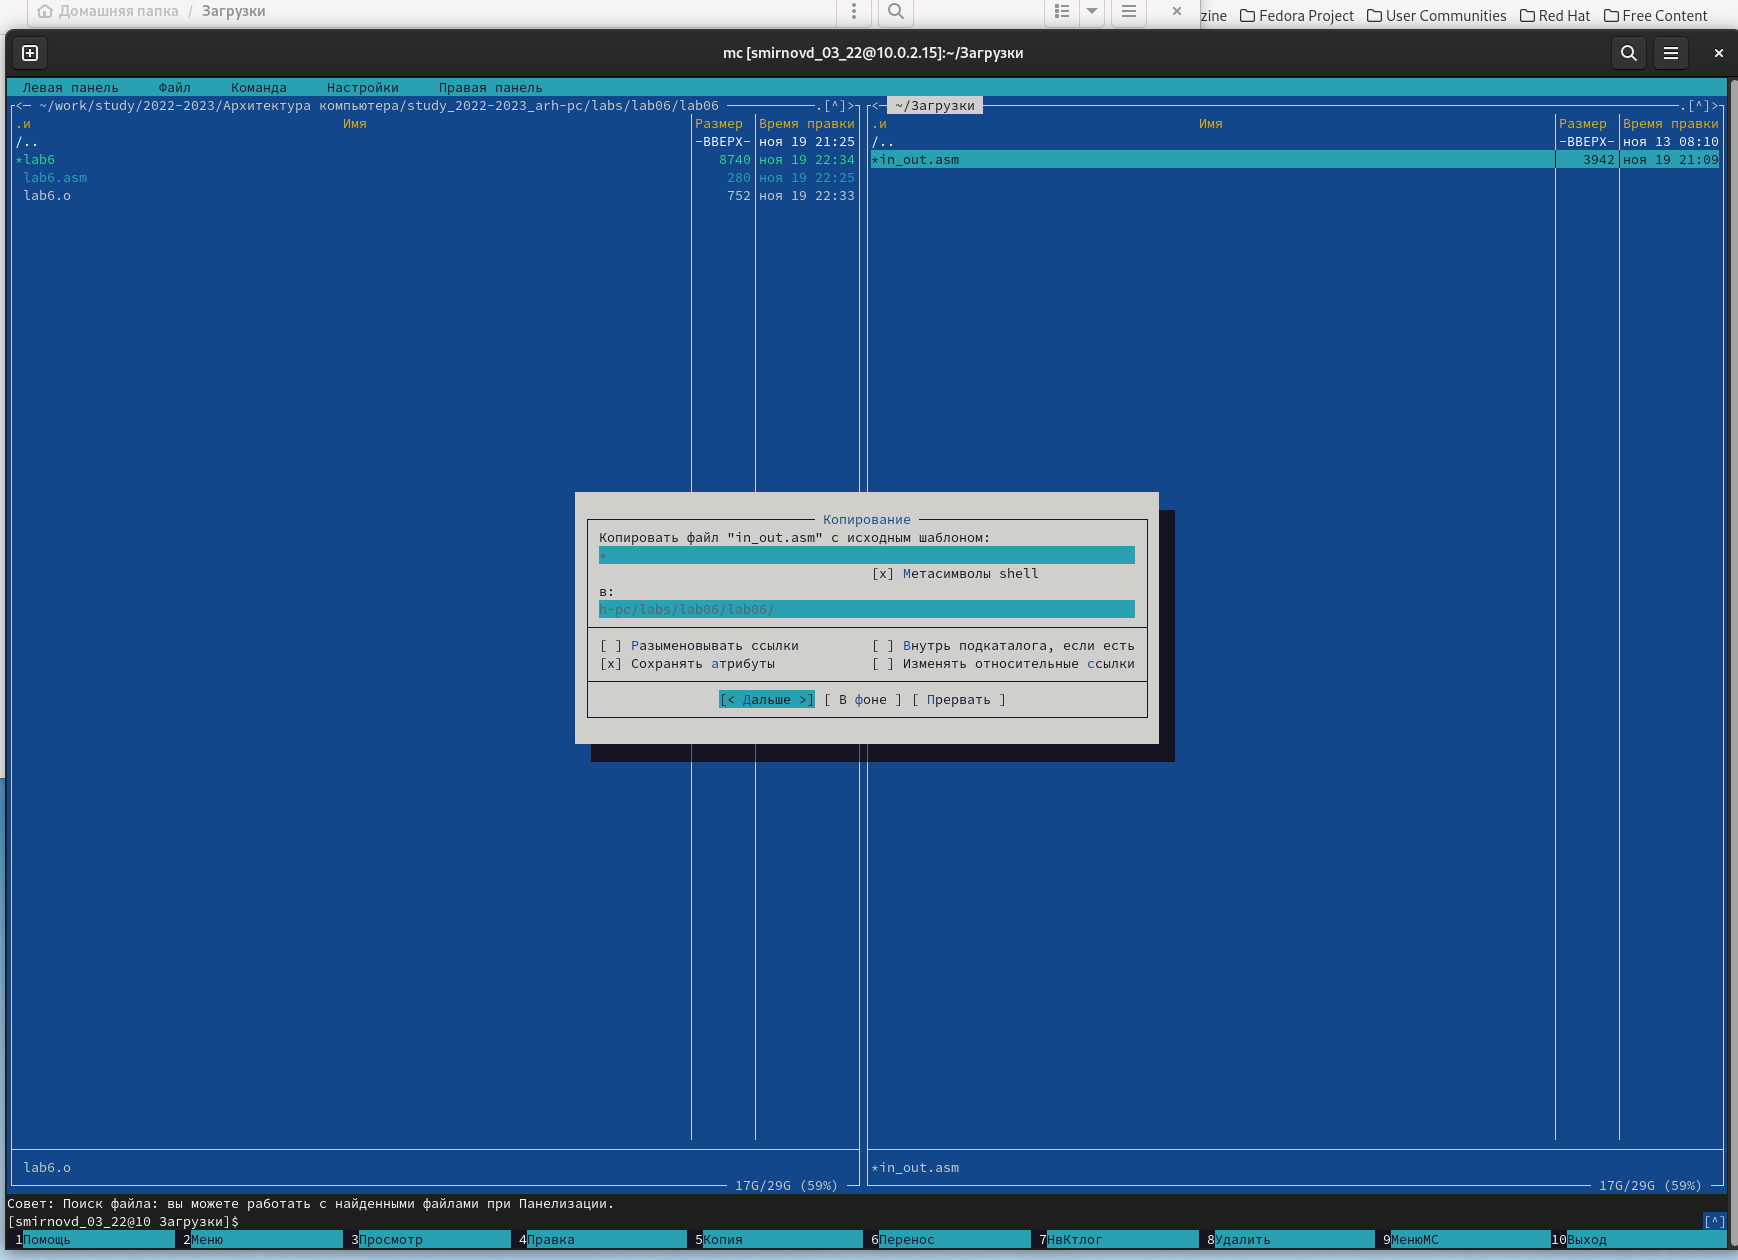 Домашняя папка / Загрузки
zine Fedora Project User Communities Red Hat Free Content
mc [smirnovd_03_22@10.0.2.15]:~/Загрузки
Левая панель Файл Команда Настройки Правая панель
<─ ~/work/study/2022-2023/Архитектура компьютера/study_2022-2023_arh-pc/labs/lab06/lab06 .[^]> <─ ~/Загрузки .[^]>
.и Имя Размер Время правки .и Имя Размер Время правки
/.. -ВВЕРХ- ноя 19 21:25 /.. -ВВЕРХ- ноя 13 08:10
*lab6 8740 ноя 19 22:34 *in_out.asm 3942 ноя 19 21:09
lab6.asm 280 ноя 19 22:25
lab6.o 752 ноя 19 22:33
Копирование
Копировать файл "in_out.asm" с исходным шаблоном:
*
[x] Метасимволы shell
в:
h-pc/labs/lab06/lab06/
[ ] Разыменовывать ссылки [ ] Внутрь подкаталога, если есть
[x] Сохранять атрибуты [ ] Изменять относительные ссылки
[< Дальше >] [ В фоне ] [ Прервать ]
lab6.o *in_out.asm
17G/29G (59%) 17G/29G (59%)
Совет: Поиск файла: вы можете работать с найденными файлами при Панелизации.
[smirnovd_03_22@10 Загрузки]$ [^]
1Помощь 2Меню 3Просмотр 4Правка 5Копия 6Перенос 7НвКтлог 8Удалить 9МенюMC 10Выход